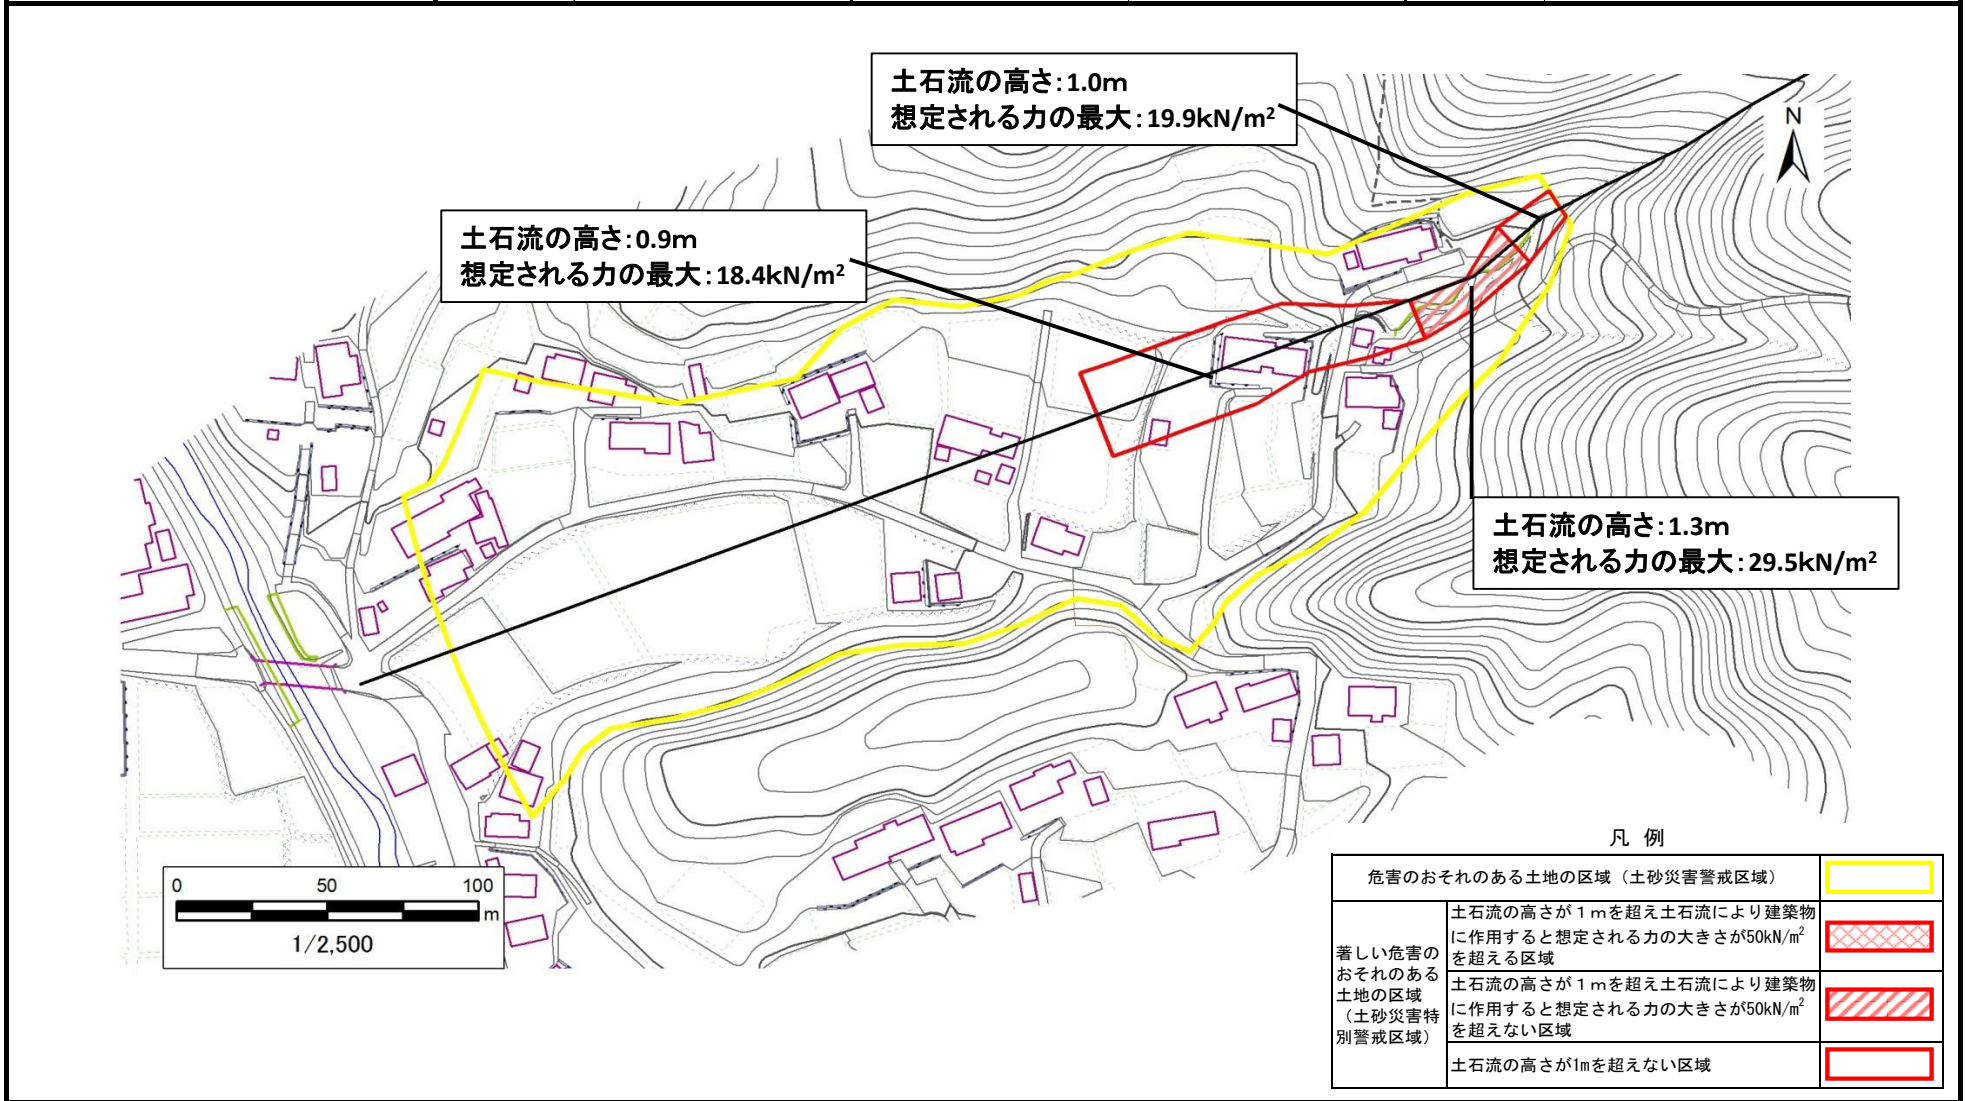 土石流の高さ:1.0m
想定される力の最大:19.9kN/m²
N
土石流の高さ:0.9m
想定される力の最大:18.4kN/m²
土石流の高さ:1.3m
想定される力の最大:29.5kN/m²
0 50 100
m
1/2,500
凡 例
危害のおそれのある土地の区域（土砂災害警戒区域）
著しい危害の
おそれのある
土地の区域
（土砂災害特
別警戒区域）
土石流の高さが１ｍを超え土石流により建築物
に作用すると想定される力の大きさが50kN/㎡
を超える区域
土石流の高さが１ｍを超え土石流により建築物
に作用すると想定される力の大きさが50kN/㎡
を超えない区域
土石流の高さが1mを超えない区域